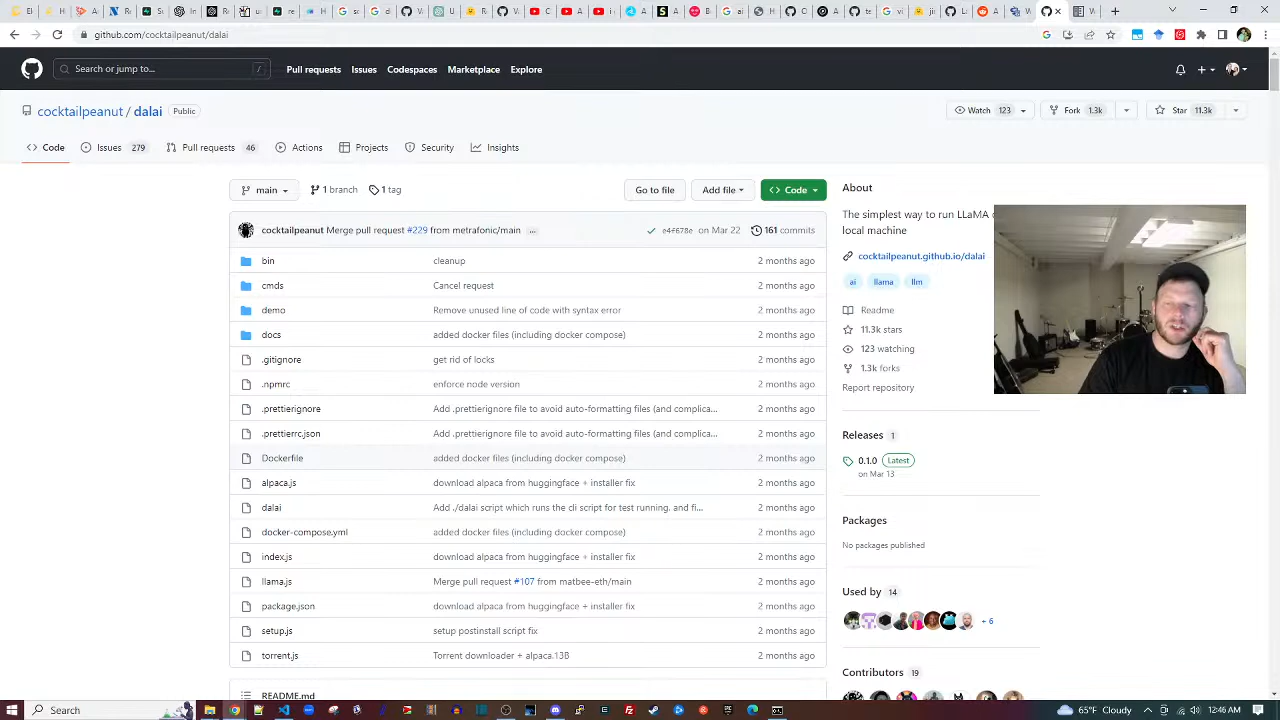 github.com/cocktailpeanut/dalai
Search or jump to... /
Pull requests Issues Codespaces Marketplace Explore
cocktailpeanut / dalai Public
Watch 123 Fork 1.3k Star 11.3k
Code Issues 279 Pull requests 46 Actions Projects Security Insights
main 1 branch 1 tag Go to file Add file Code
cocktailpeanut Merge pull request #229 from metrafonic/main ... e4f678e on Mar 22 161 commits
bin cleanup 2 months ago
cmds Cancel request 2 months ago
demo Remove unused line of code with syntax error 2 months ago
docs added docker files (including docker compose) 2 months ago
.gitignore get rid of locks 2 months ago
.npmrc enforce node version 2 months ago
.prettierignore Add .prettierignore file to avoid auto-formatting files (and complica... 2 months ago
.prettierrc.json Add .prettierignore file to avoid auto-formatting files (and complica... 2 months ago
Dockerfile added docker files (including docker compose) 2 months ago
alpaca.js download alpaca from huggingface + installer fix 2 months ago
dalai Add ./dalai script which runs the cli script for test running. and fi... 2 months ago
docker-compose.yml added docker files (including docker compose) 2 months ago
index.js download alpaca from huggingface + installer fix 2 months ago
llama.js Merge pull request #107 from matbee-eth/main 2 months ago
package.json download alpaca from huggingface + installer fix 2 months ago
setup.js setup postinstall script fix 2 months ago
torrent.js Torrent downloader + alpaca.13B 2 months ago
README.md
About
The simplest way to run LLaMA
local machine
cocktailpeanut.github.io/dalai
ai llama llm
Readme
11.3k stars
123 watching
1.3k forks
Report repository
Releases 1
0.1.0 Latest
on Mar 13
Packages
No packages published
Used by 14
+ 6
Contributors 19
Search 65°F Cloudy 12:46 AM